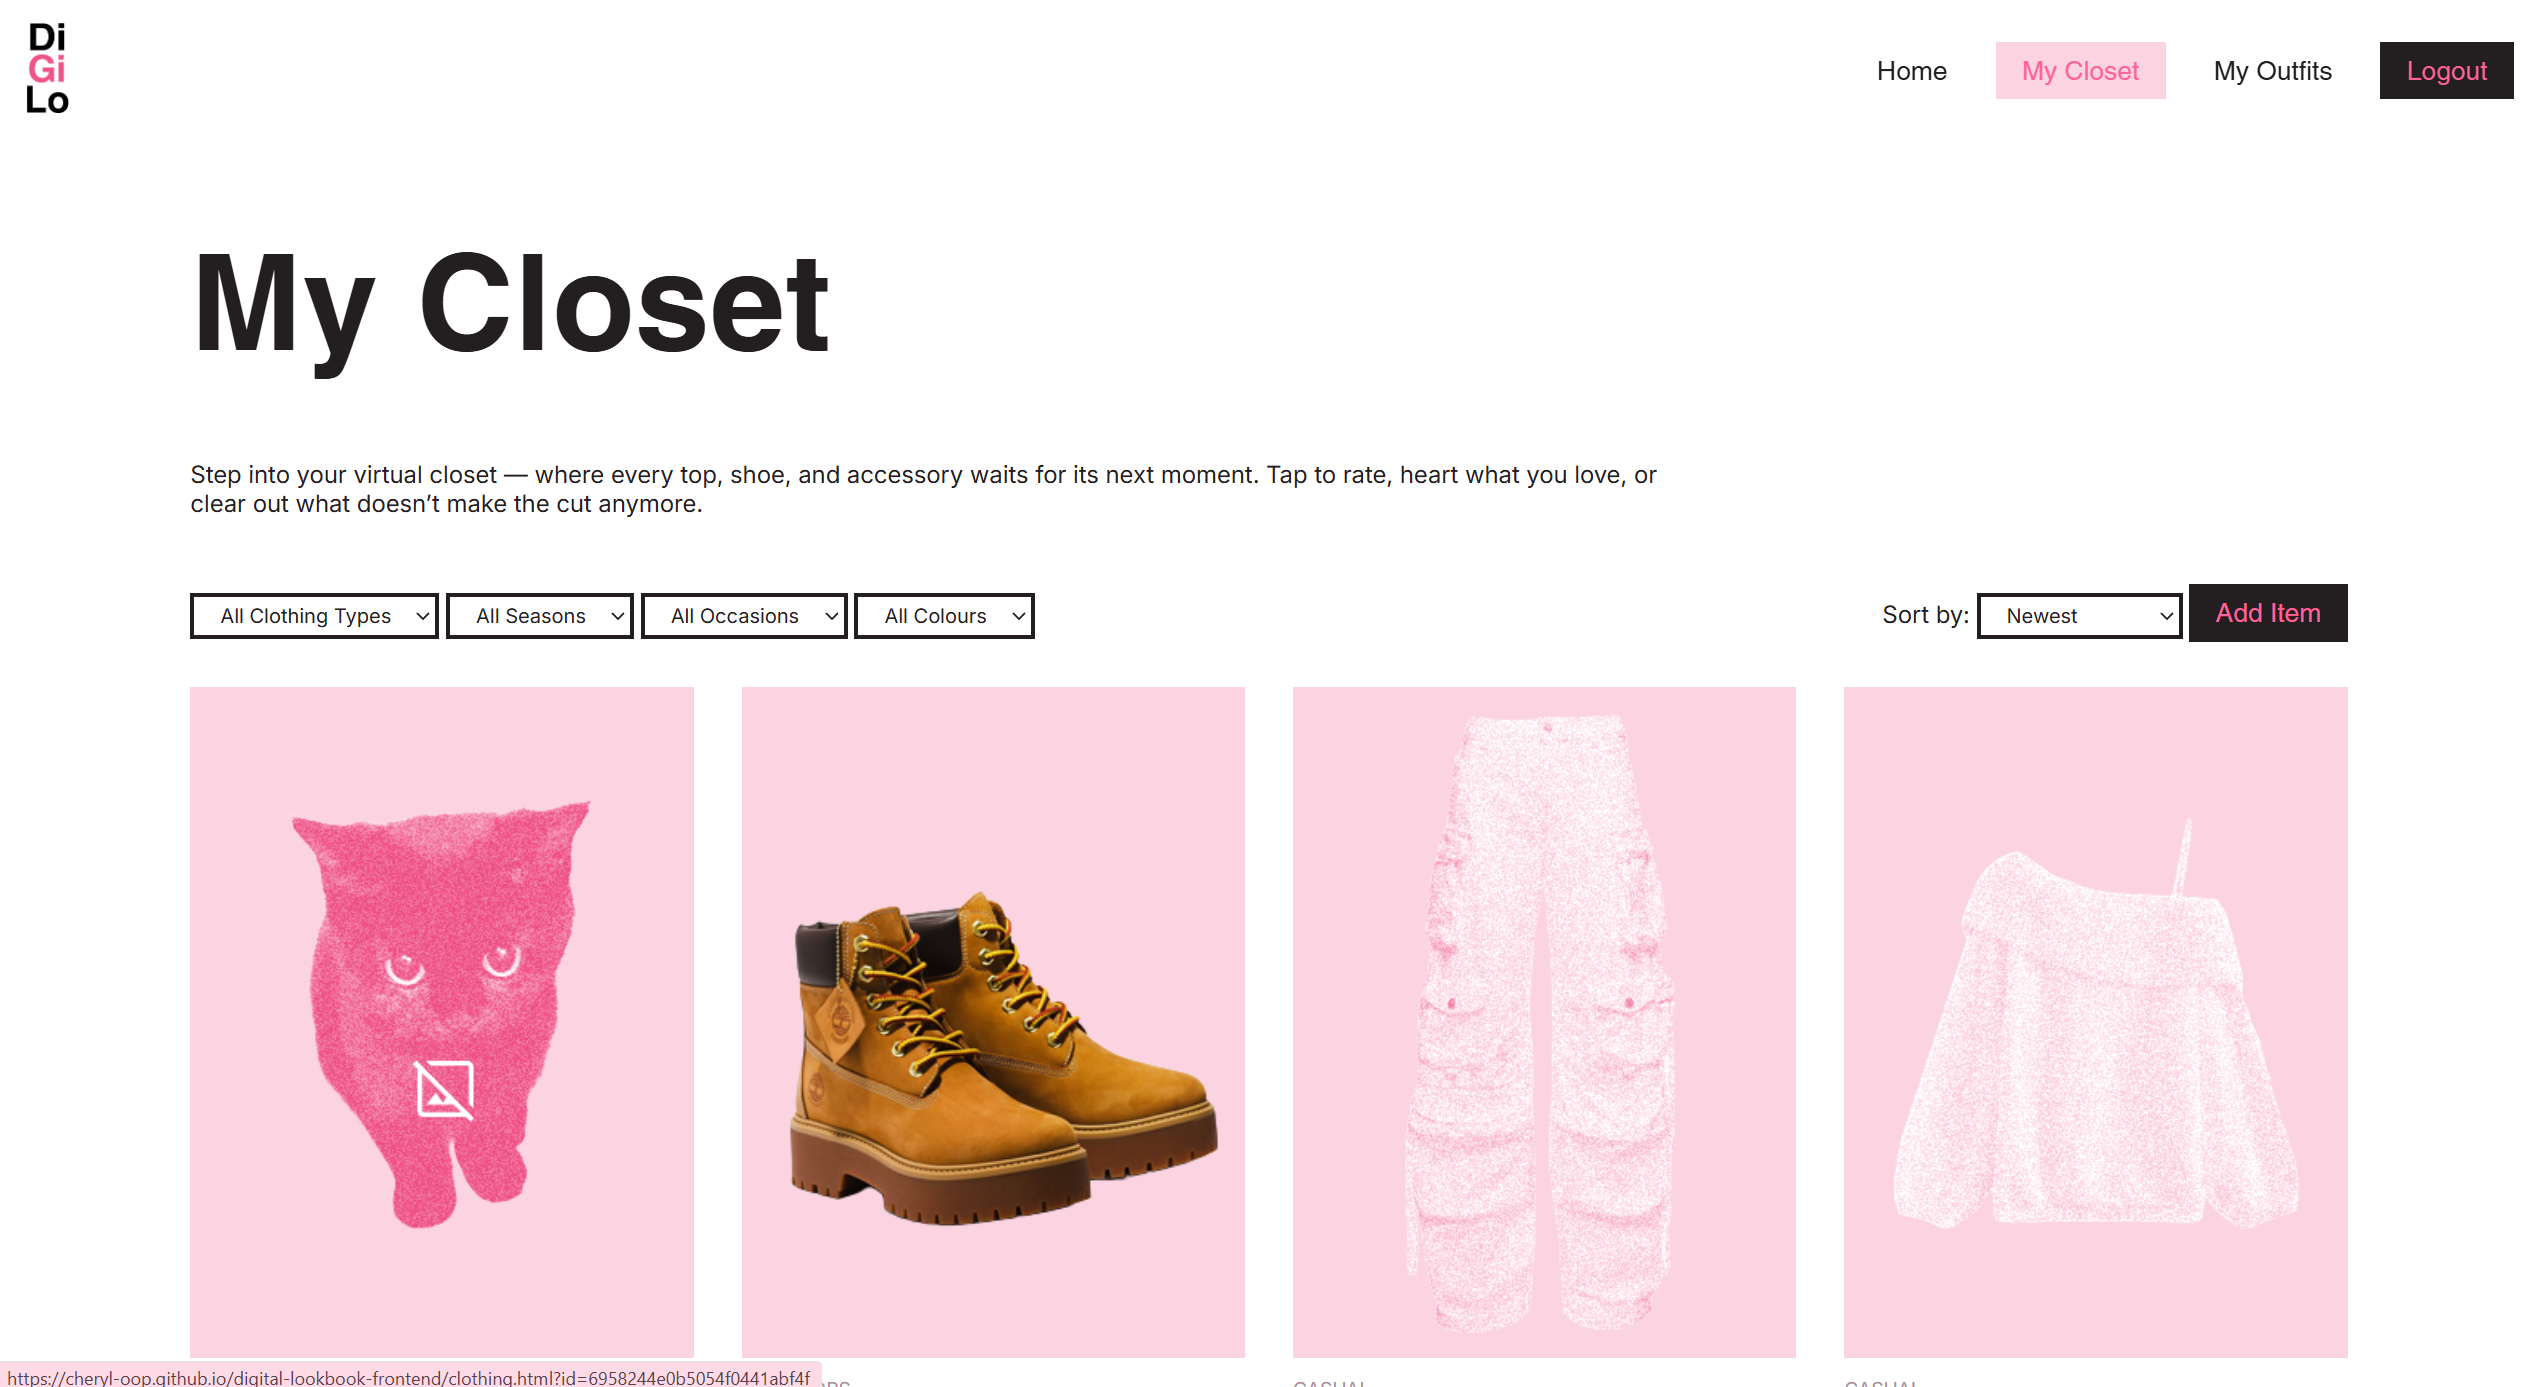 Di
Gi
Lo
Home
My Closet
My Outfits
Logout
My Closet
Step into your virtual closet — where every top, shoe, and accessory waits for its next moment. Tap to rate, heart what you love, or
clear out what doesn’t make the cut anymore.
All Clothing Types
All Seasons
All Occasions
All Colours
Sort by:
Newest
Add Item
CASUAL
CASUAL
https://cheryl-oop.github.io/digital-lookbook-frontend/clothing.html?id=6958244e0b5054f0441abf4f